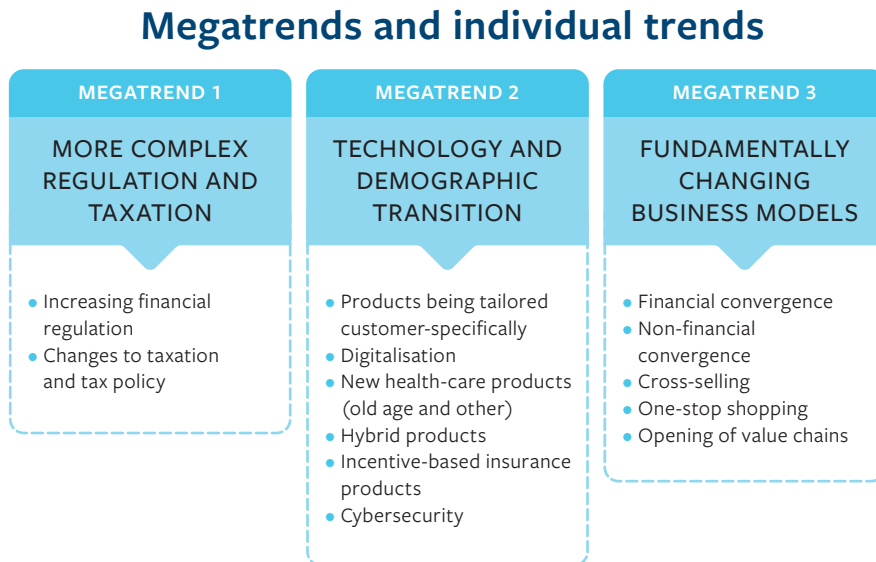 Megatrends and individual trends
MEGATREND 1
MORE COMPLEX
REGULATION AND
TAXATION
• Increasing financial
regulation
• Changes to taxation
and tax policy
MEGATREND 2
TECHNOLOGY AND
DEMOGRAPHIC
TRANSITION
• Products being tailored
customer-specifically
• Digitalisation
• New health-care products
(old age and other)
• Hybrid products
• Incentive-based insurance
products
• Cybersecurity
MEGATREND 3
FUNDAMENTALLY
CHANGING
BUSINESS MODELS
• Financial convergence
• Non-financial
convergence
• Cross-selling
• One-stop shopping
• Opening of value chains